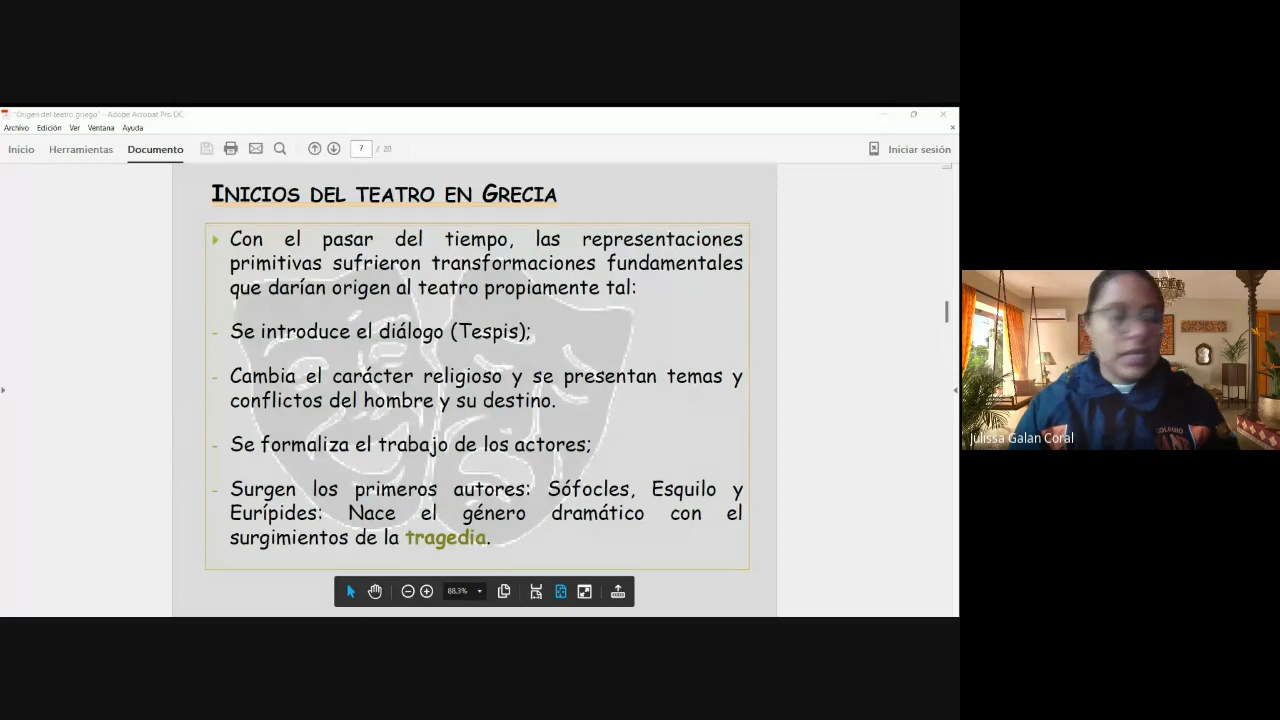 "Origen del teatro griego" - Adobe Acrobat Pro DC
Archivo Edición Ver Ventana Ayuda
Inicio Herramientas Documento 7 / 20 Iniciar sesión
INICIOS DEL TEATRO EN GRECIA
Con el pasar del tiempo, las representaciones
primitivas sufrieron transformaciones fundamentales
que darían origen al teatro propiamente tal:
- Se introduce el diálogo (Tespis);
- Cambia el carácter religioso y se presentan temas y
conflictos del hombre y su destino.
- Se formaliza el trabajo de los actores;
- Surgen los primeros autores: Sófocles, Esquilo y
Eurípides: Nace el género dramático con el
surgimientos de la tragedia.
88,3%
Julissa Galan Coral
COLEGIO